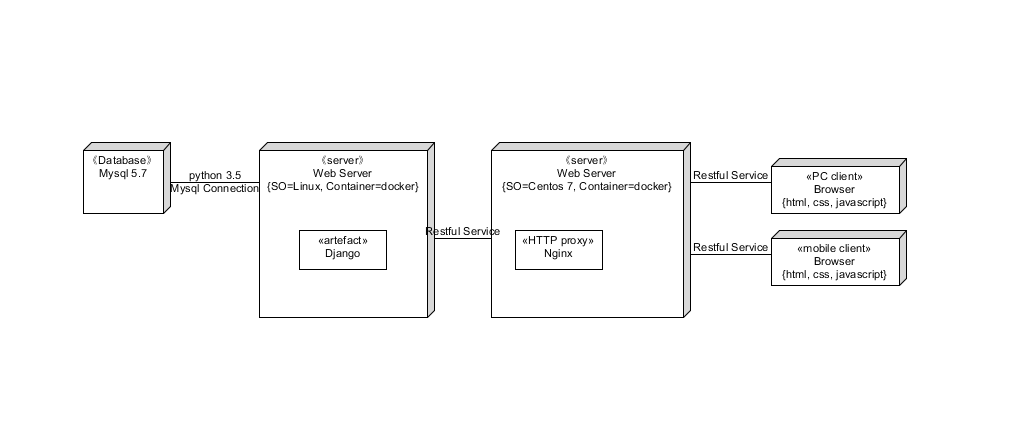 《Database》
Mysql 5.7
python 3.5
Mysql Connection
《server》
Web Server
{SO=Linux, Container=docker}
«artefact»
Django
Restful Service
《server》
Web Server
{SO=Centos 7, Container=docker}
«HTTP proxy»
Nginx
Restful Service
«PC client»
Browser
{html, css, javascript}
Restful Service
«mobile client»
Browser
{html, css, javascript}